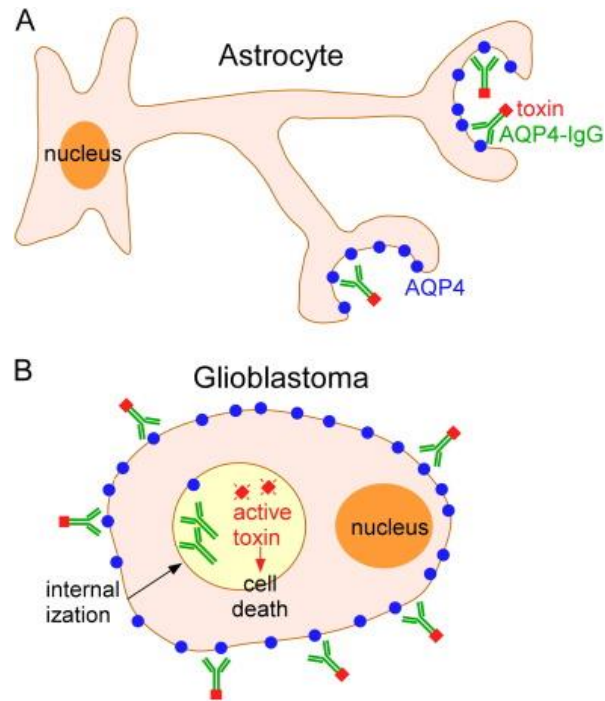 A
Astrocyte
nucleus
toxin
AQP4-IgG
AQP4
B
Glioblastoma
active
toxin
nucleus
cell
death
internal
ization